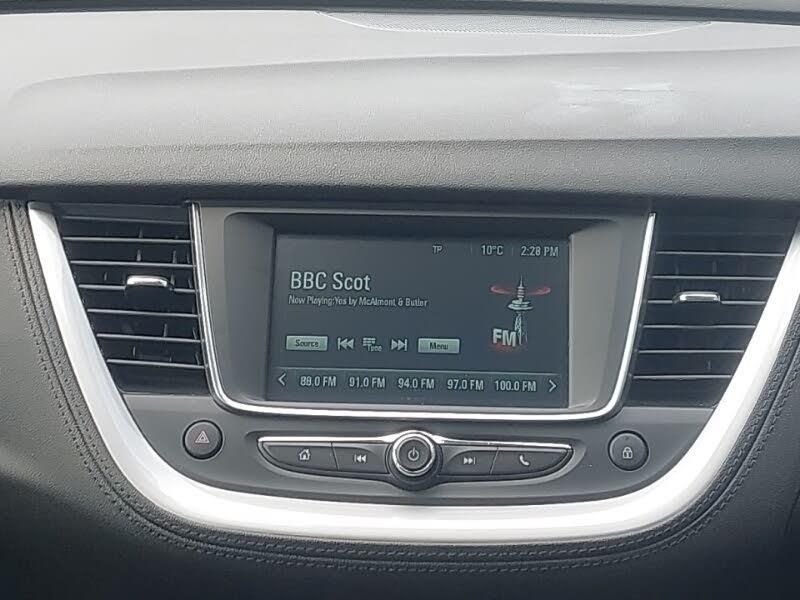 TP 10°C 2:28 PM
BBC Scot
Now Playing:Yes by McAlmont & Butler
FM
Source Tune Menu
88.0 FM 91.0 FM 94.0 FM 97.0 FM 100.0 FM